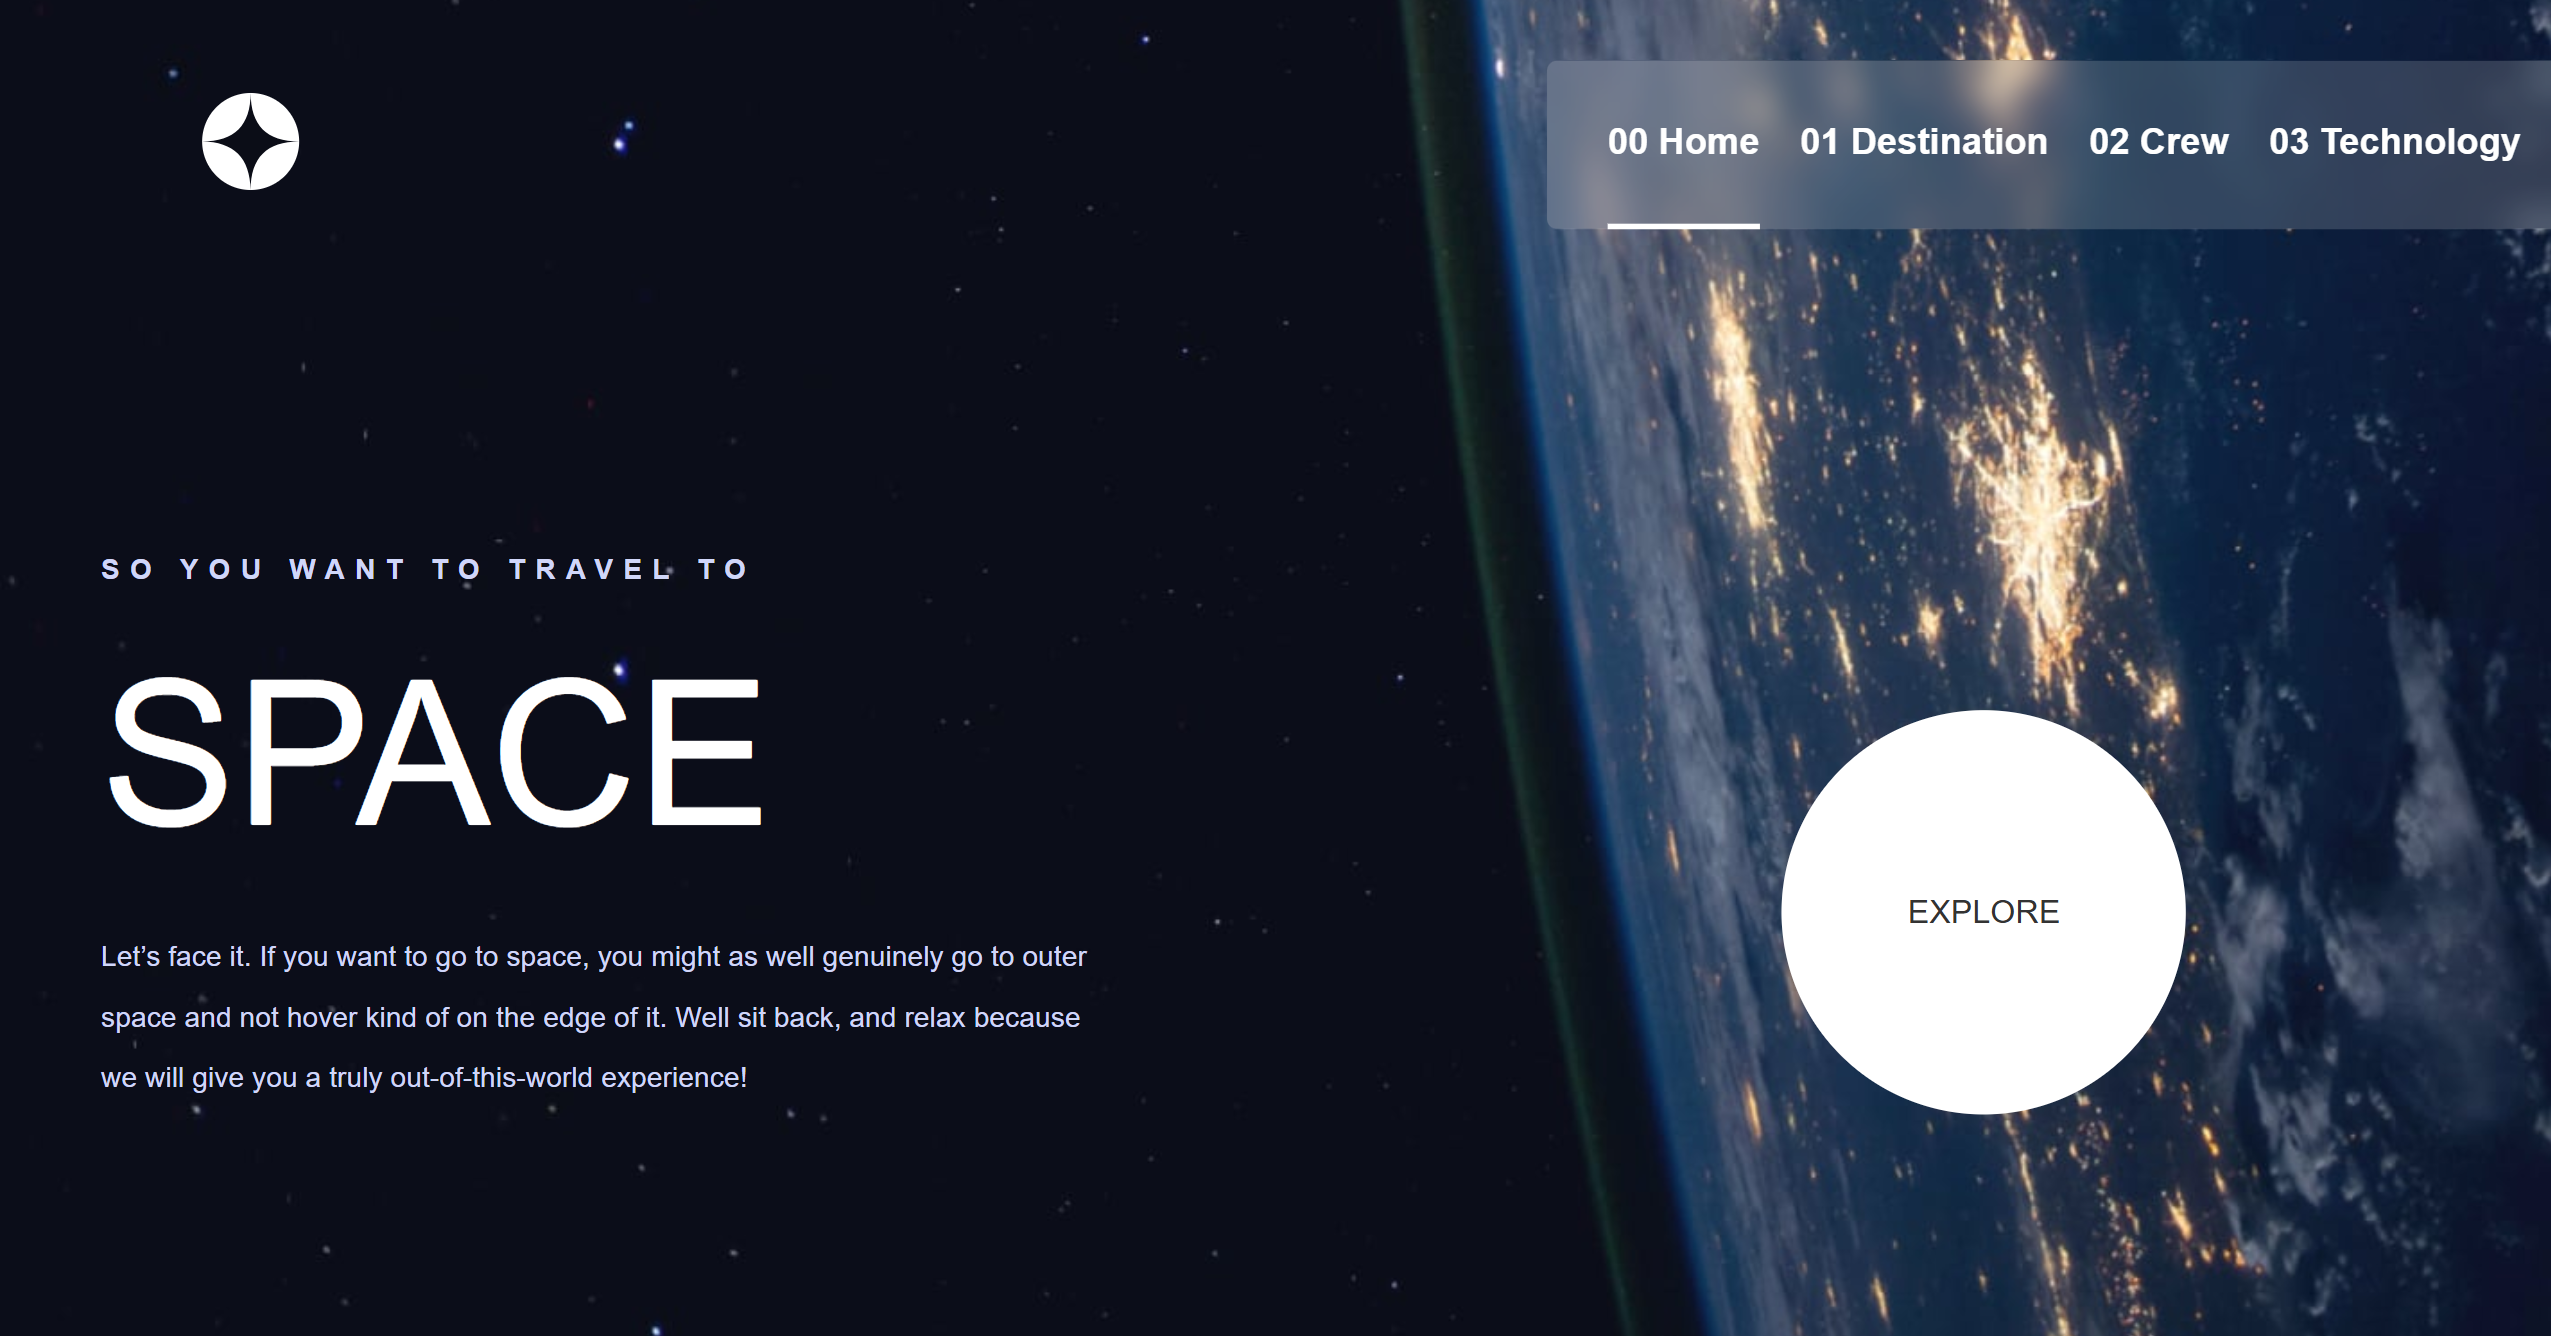 00 Home 01 Destination 02 Crew 03 Technology
SO YOU WANT TO TRAVEL TO
SPACE
Let’s face it. If you want to go to space, you might as well genuinely go to outer
space and not hover kind of on the edge of it. Well sit back, and relax because
we will give you a truly out-of-this-world experience!
EXPLORE